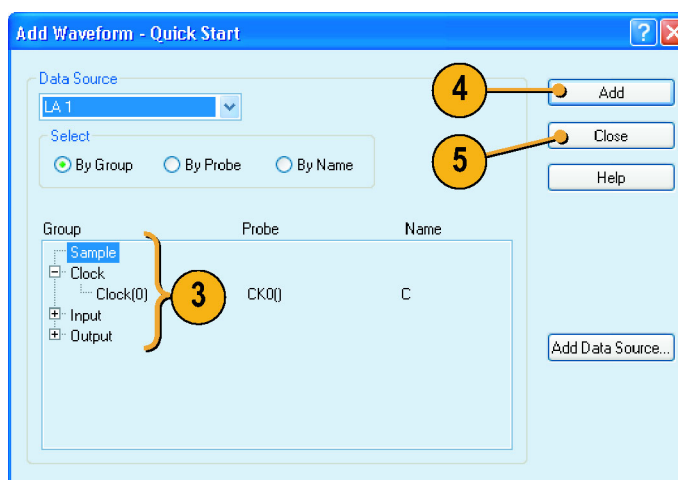 Add Waveform - Quick Start
Data Source
LA 1
4
Add
Select
5
Close
By Group By Probe By Name
Help
Group Probe Name
Sample
Clock
Clock(0) 3 CK0() C
Input
Output
Add Data Source...